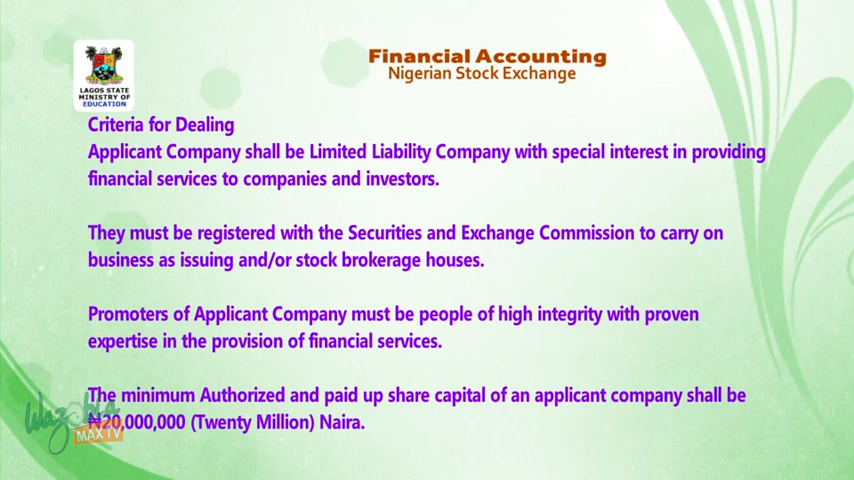 Financial Accounting
Nigerian Stock Exchange
LAGOS STATE
MINISTRY OF
EDUCATION
Criteria for Dealing
Applicant Company shall be Limited Liability Company with special interest in providing
financial services to companies and investors.
They must be registered with the Securities and Exchange Commission to carry on
business as issuing and/or stock brokerage houses.
Promoters of Applicant Company must be people of high integrity with proven
expertise in the provision of financial services.
The minimum Authorized and paid up share capital of an applicant company shall be
₦20,000,000 (Twenty Million) Naira.
Wazobia
MAX TV